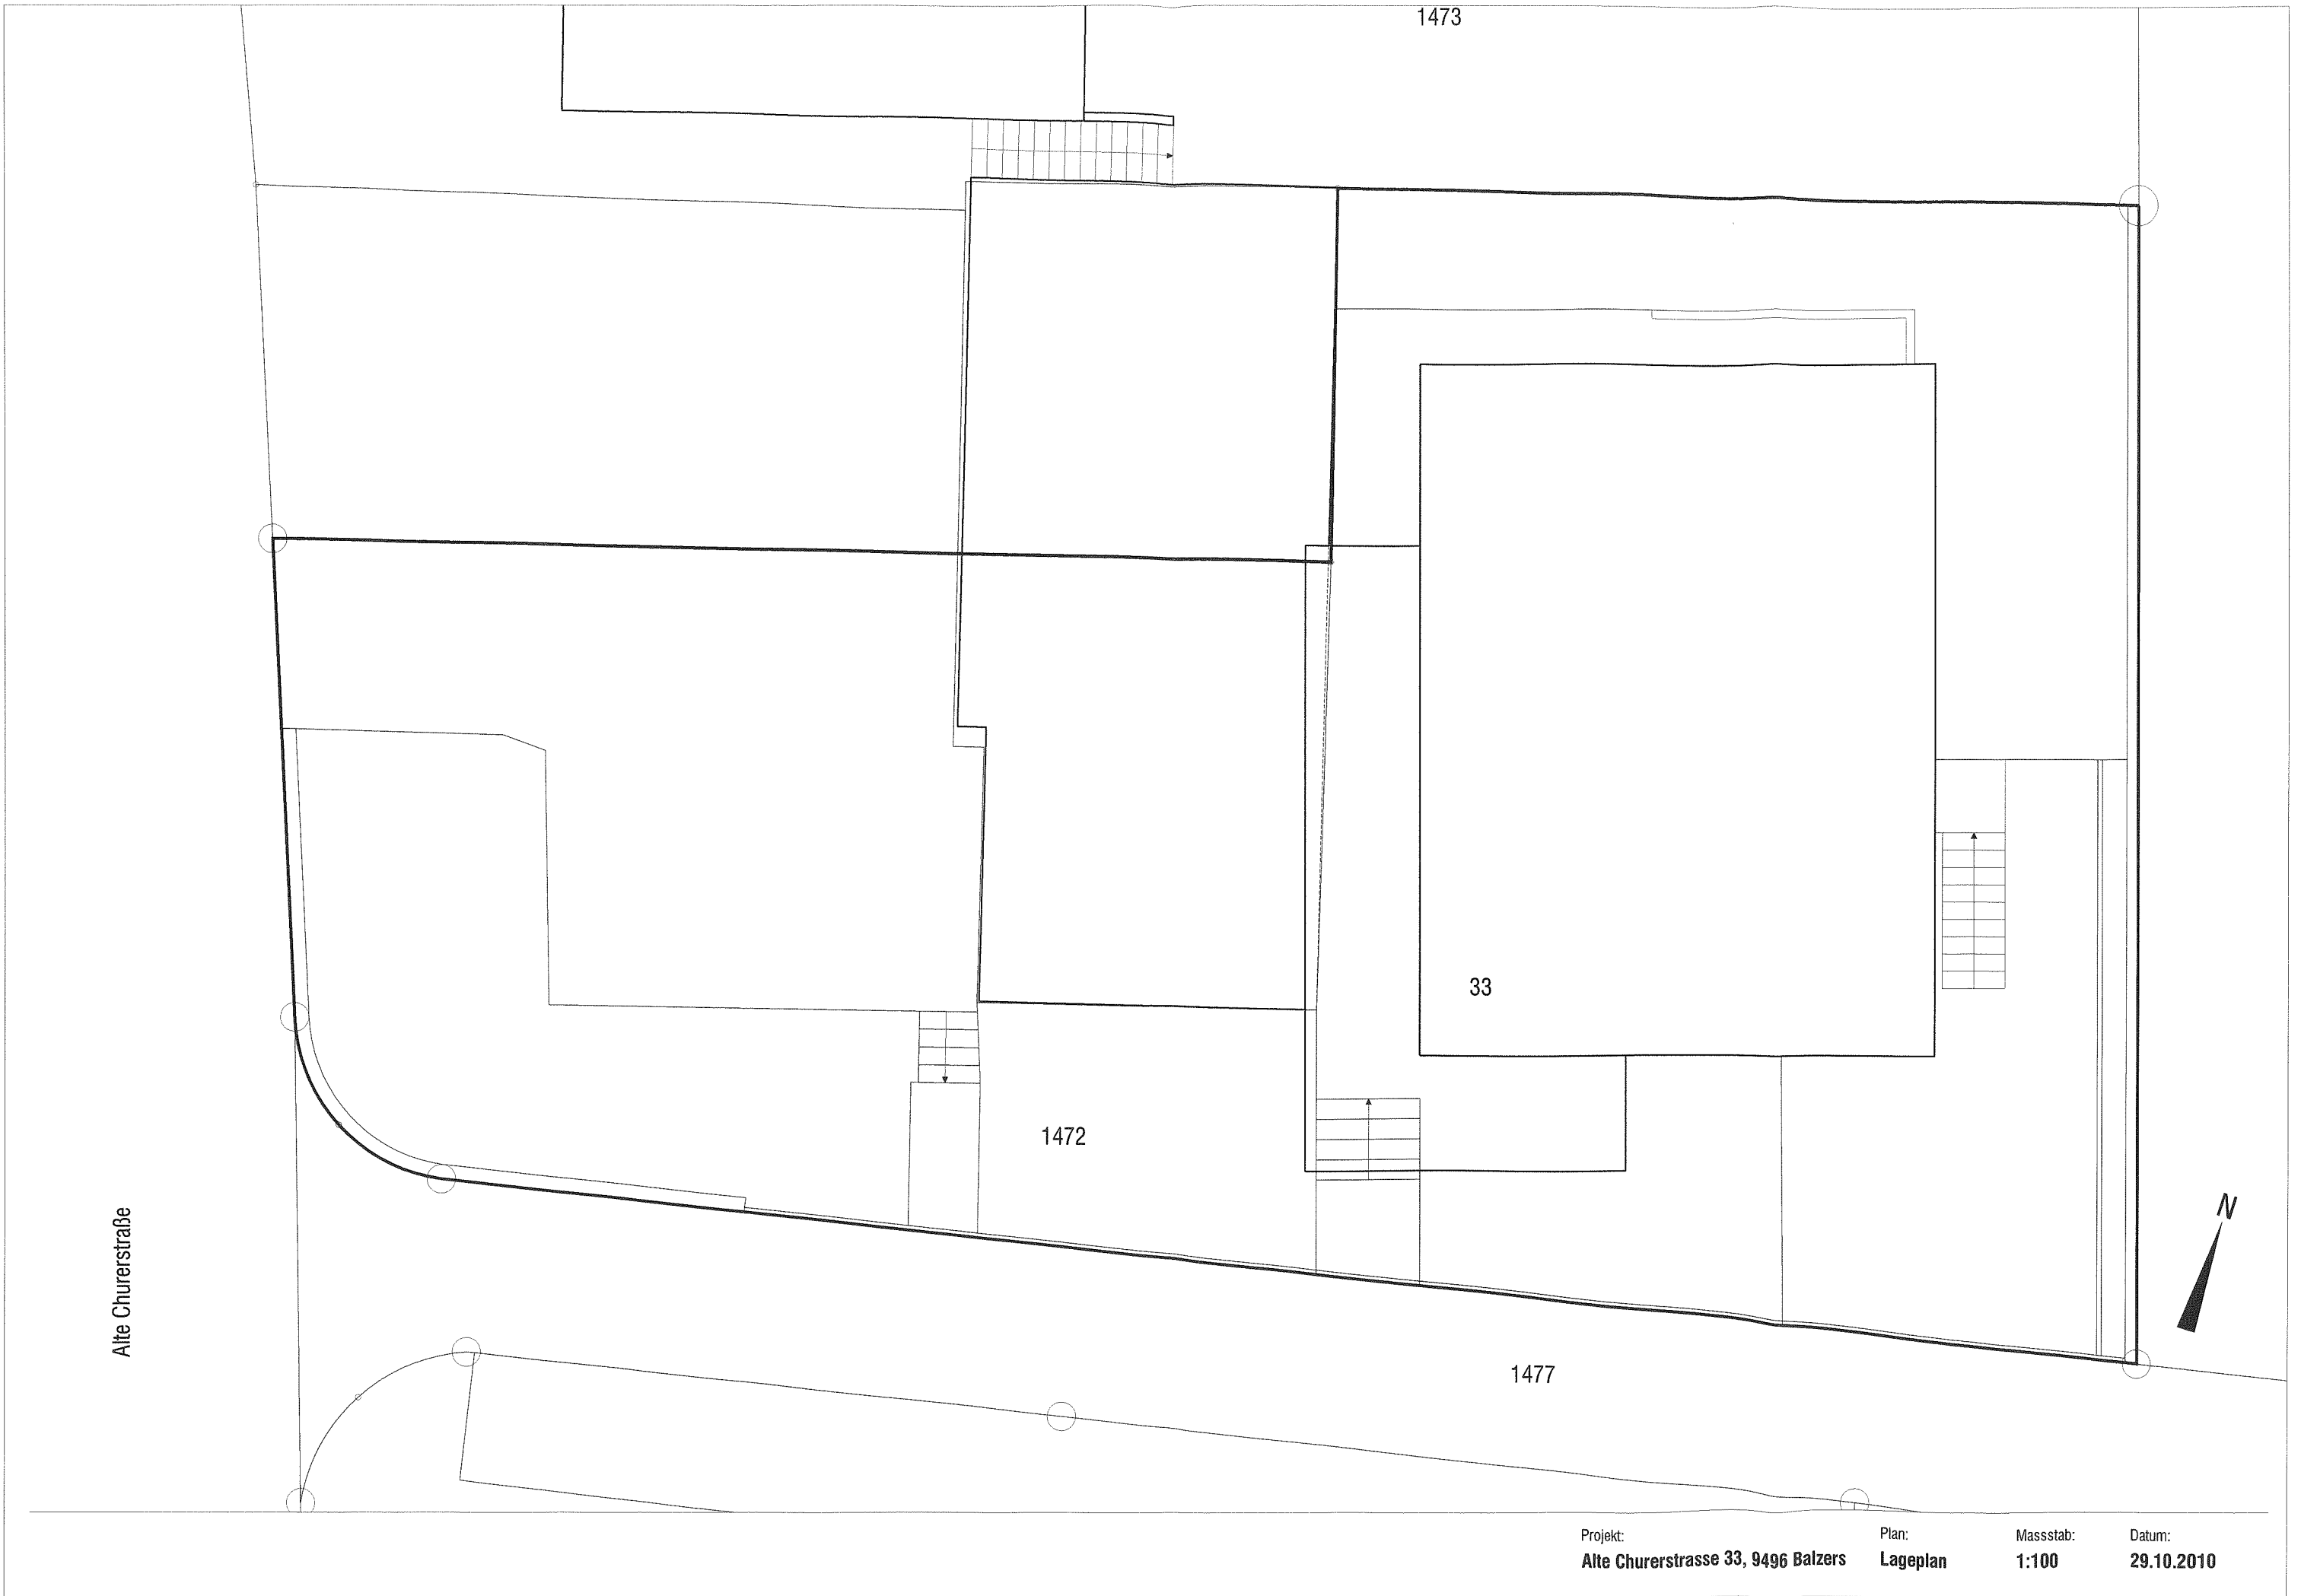 1473
33
1472
Alte Churerstraße
N
1477
Projekt: Plan: Massstab: Datum:
Alte Churerstrasse 33, 9496 Balzers Lageplan 1:100 29.10.2010